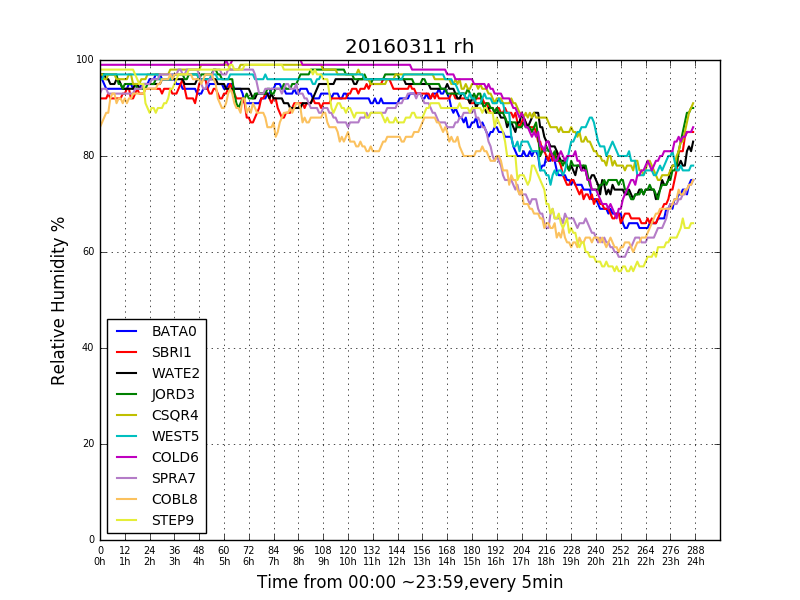 20160311 rh
Relative Humidity %
100
80
60
40
20
0
BATA0
SBRI1
WATE2
JORD3
CSQR4
WEST5
COLD6
SPRA7
COBL8
STEP9
0 12 24 36 48 60 72 84 96 108 120 132 144 156 168 180 192 204 216 228 240 252 264 276 288
0h 1h 2h 3h 4h 5h 6h 7h 8h 9h 10h 11h 12h 13h 14h 15h 16h 17h 18h 19h 20h 21h 22h 23h 24h
Time from 00:00 ~23:59,every 5min